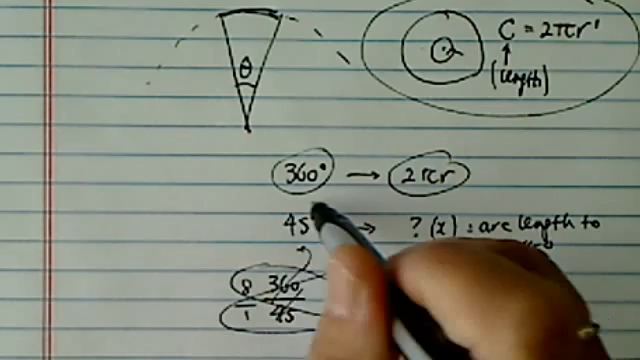 θ
C = 2πr'
(length)
360° → 2πr
45 → ? (x) : arc length to
8 360
1 45